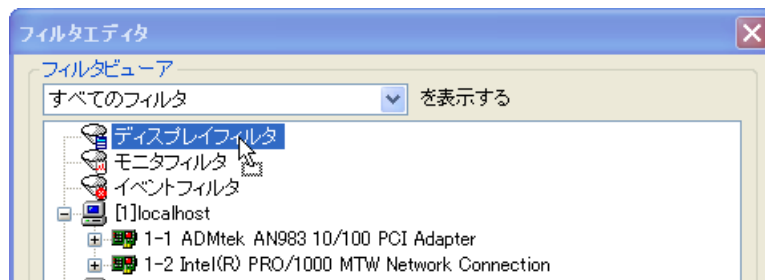 フィルタエディタ
フィルタビューア
すべてのフィルタ を表示する
ディスプレイフィルタ
モニタフィルタ
イベントフィルタ
[1]localhost
1-1 ADMtek AN983 10/100 PCI Adapter
1-2 Intel(R) PRO/1000 MTW Network Connection